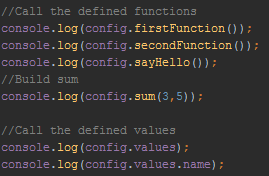 //Call the defined functions
console.log(config.firstFunction());
console.log(config.secondFunction());
console.log(config.sayHello());
//Build sum
console.log(config.sum(3,5));

//Call the defined values
console.log(config.values);
console.log(config.values.name);